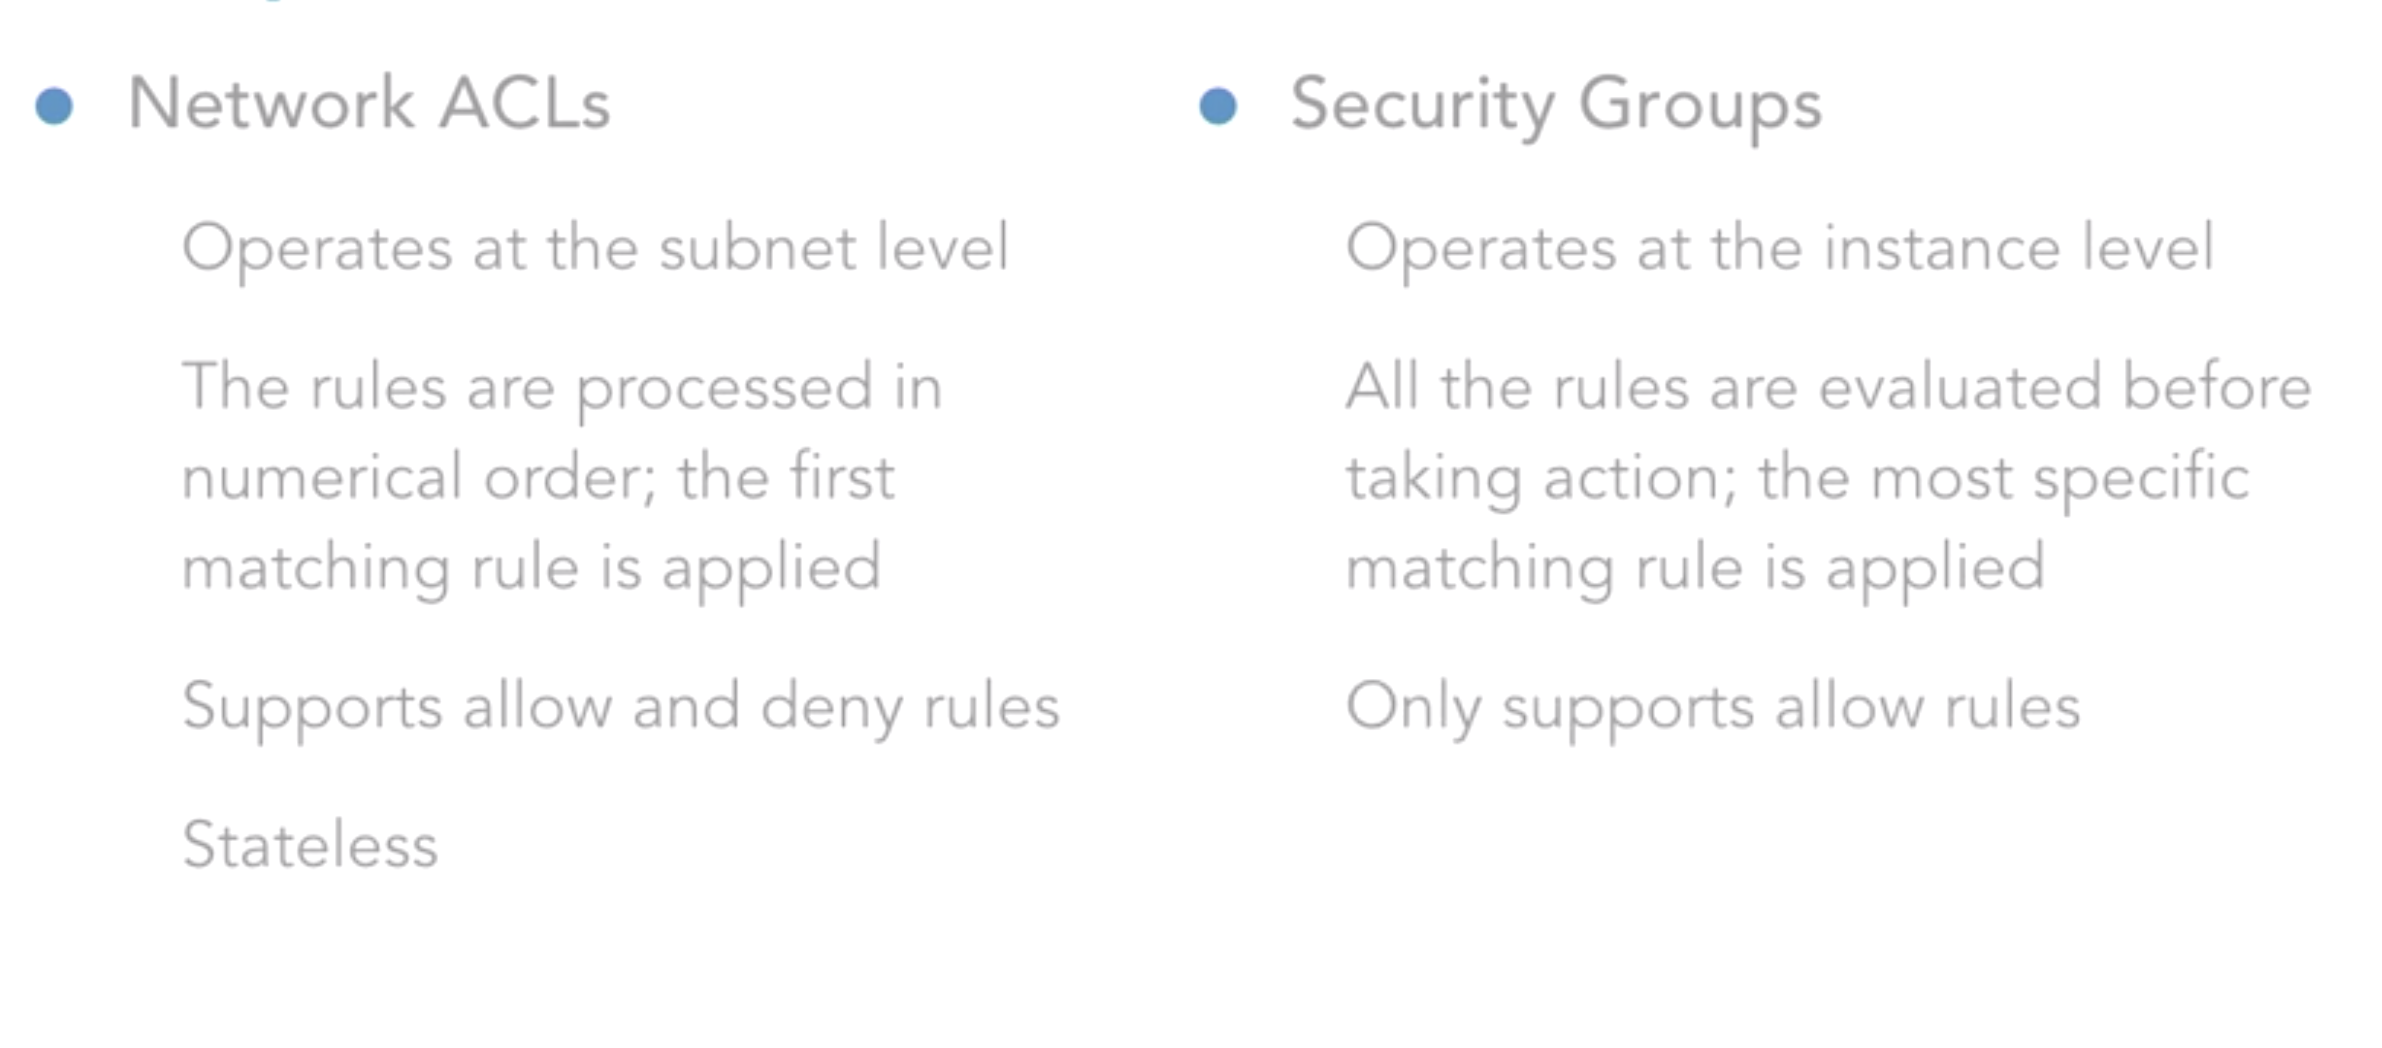 Network ACLs
Operates at the subnet level
The rules are processed in
numerical order; the first
matching rule is applied
Supports allow and deny rules
Stateless
Security Groups
Operates at the instance level
All the rules are evaluated before
taking action; the most specific
matching rule is applied
Only supports allow rules